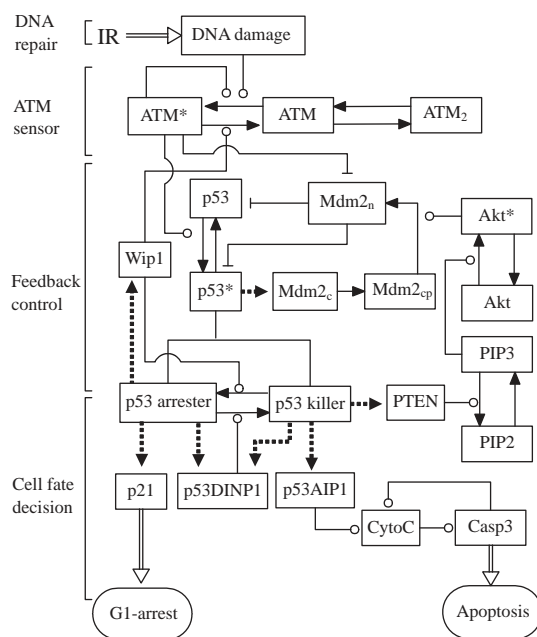 DNA
repair
IR
DNA damage
ATM
sensor
ATM*
ATM
ATM2
Feedback
control
p53
Mdm2n
Akt*
Wip1
p53*
Mdm2c
Mdm2cp
Akt
PIP3
p53 arrester
p53 killer
PTEN
PIP2
Cell fate
decision
p21
p53DINP1
p53AIP1
CytoC
Casp3
G1-arrest
Apoptosis